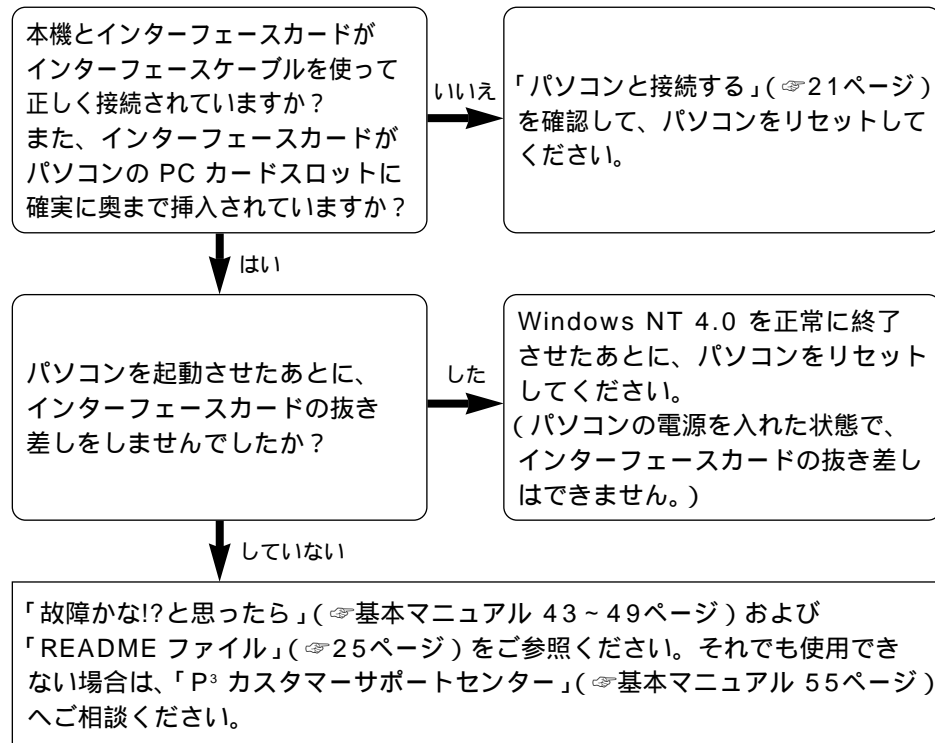 本機とインターフェースカードが
インターフェースケーブルを使って
正しく接続されていますか？
また、インターフェースカードが
パソコンの PC カードスロットに
確実に奥まで挿入されていますか？
いいえ
「パソコンと接続する」(☞21ページ)
を確認して、パソコンをリセットして
ください。
はい
パソコンを起動させたあとに、
インターフェースカードの抜き
差しをしませんでしたか？
した
Windows NT 4.0 を正常に終了
させたあとに、パソコンをリセット
してください。
(パソコンの電源を入れた状態で、
インターフェースカードの抜き差し
はできません。)
していない
「故障かな!?と思ったら」(☞基本マニュアル 43～49ページ)および
「README ファイル」(☞25ページ)をご参照ください。それでも使用でき
ない場合は、「P³ カスタマーサポートセンター」(☞基本マニュアル 55ページ)
へご相談ください。